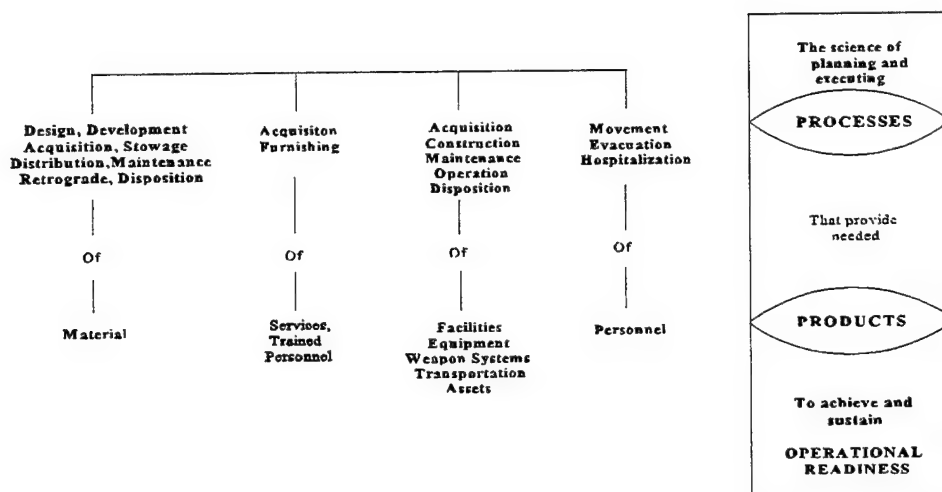 Design, Development
Acquisition, Stowage
Distribution, Maintenance
Retrograde, Disposition
Of
Material
Acquisiton
Furnishing
Of
Services,
Trained
Personnel
Acquisition
Construction
Maintenance
Operation
Disposition
Of
Facilities
Equipment
Weapon Systems
Transportation
Assets
Movement
Evacuation
Hospitalization
Of
Personnel
The science of
planning and
executing
PROCESSES
That provide
needed
PRODUCTS
To achieve and
sustain
OPERATIONAL
READINESS